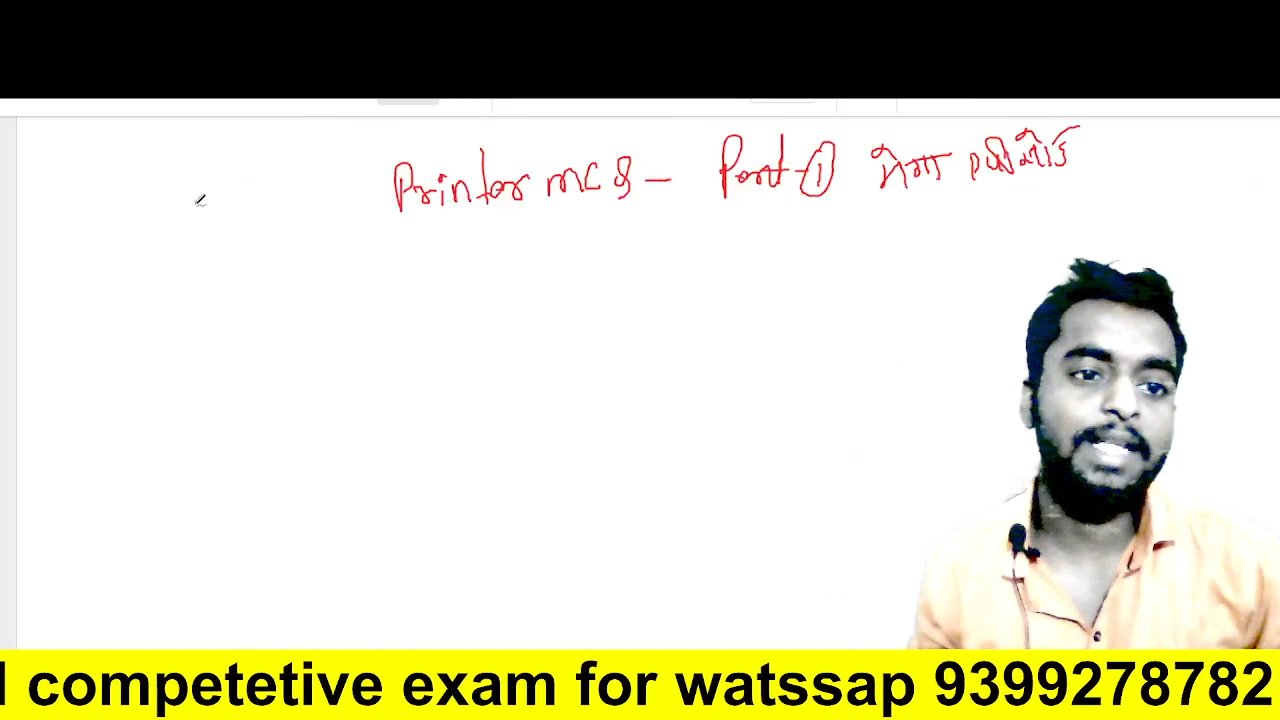 Printer MCQ - Part-① मेगा
l competetive exam for watssap 9399278782